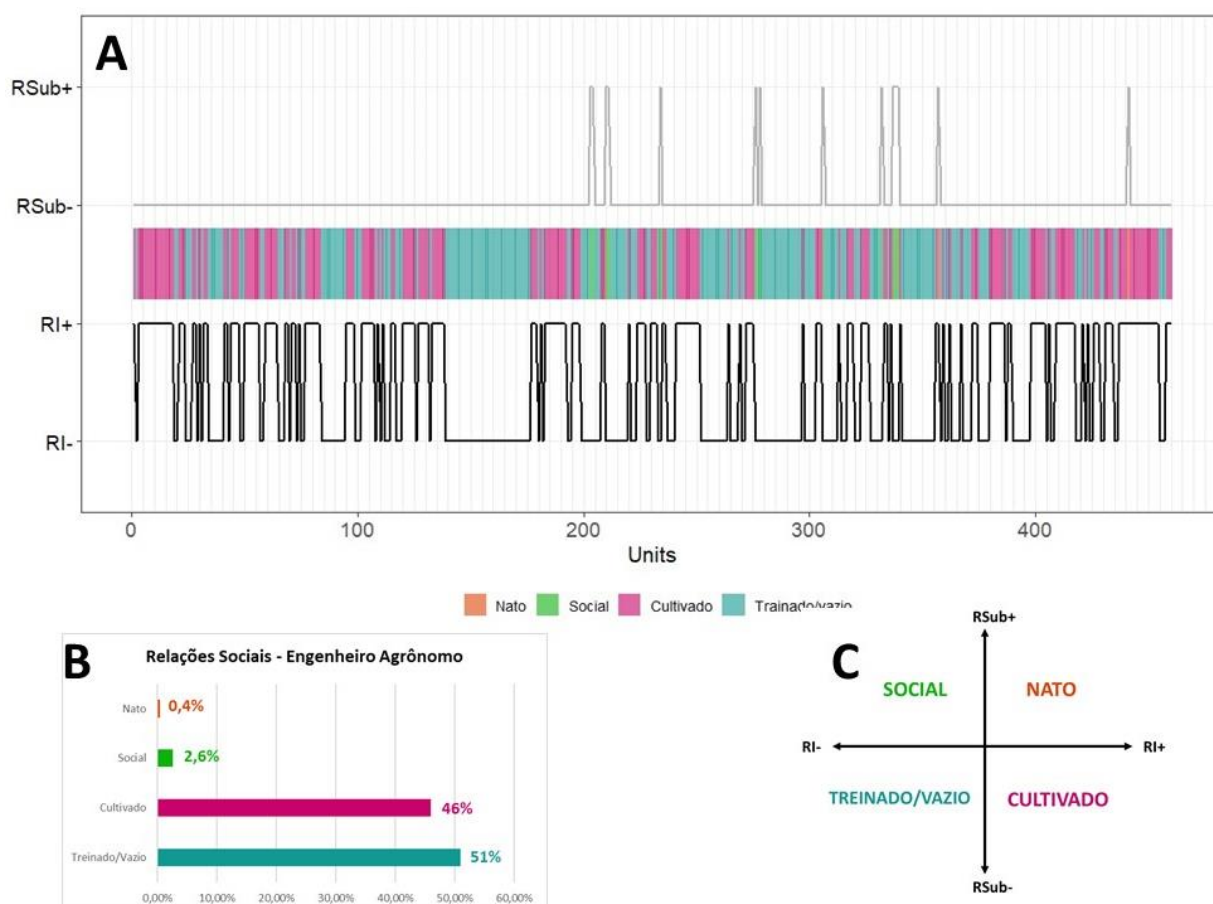 A
RSub+
RSub-
RI+
RI-
0 100 200 300 400
Units
Nato Social Cultivado Trainado/vazio
B
Relações Sociais - Engenheiro Agrônomo
Nato 0,4%
Social 2,6%
Cultivado 46%
Treinado/Vazio 51%
0,00% 10,00% 20,00% 30,00% 40,00% 50,00% 60,00%
C
RSub+
SOCIAL NATO
RI- RI+
TREINADO/VAZIO CULTIVADO
RSub-